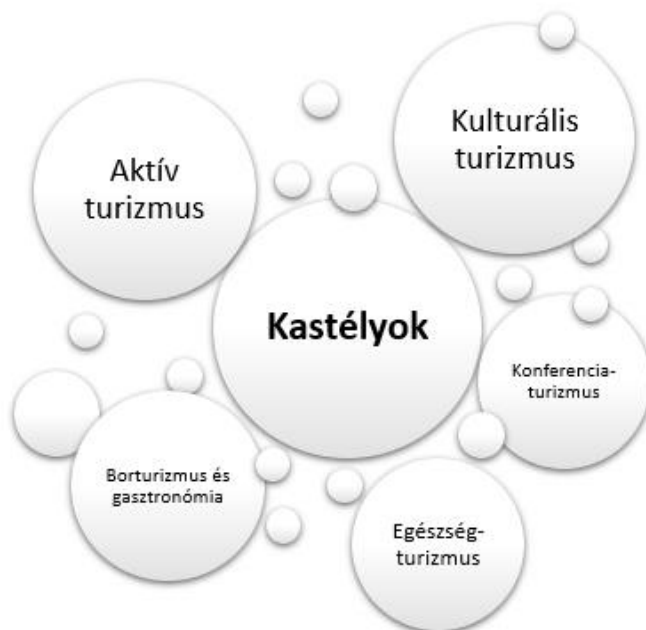 Kulturális
turizmus
Aktív
turizmus
Kastélyok
Konferencia-
turizmus
Borturizmus és
gasztronómia
Egészség-
turizmus